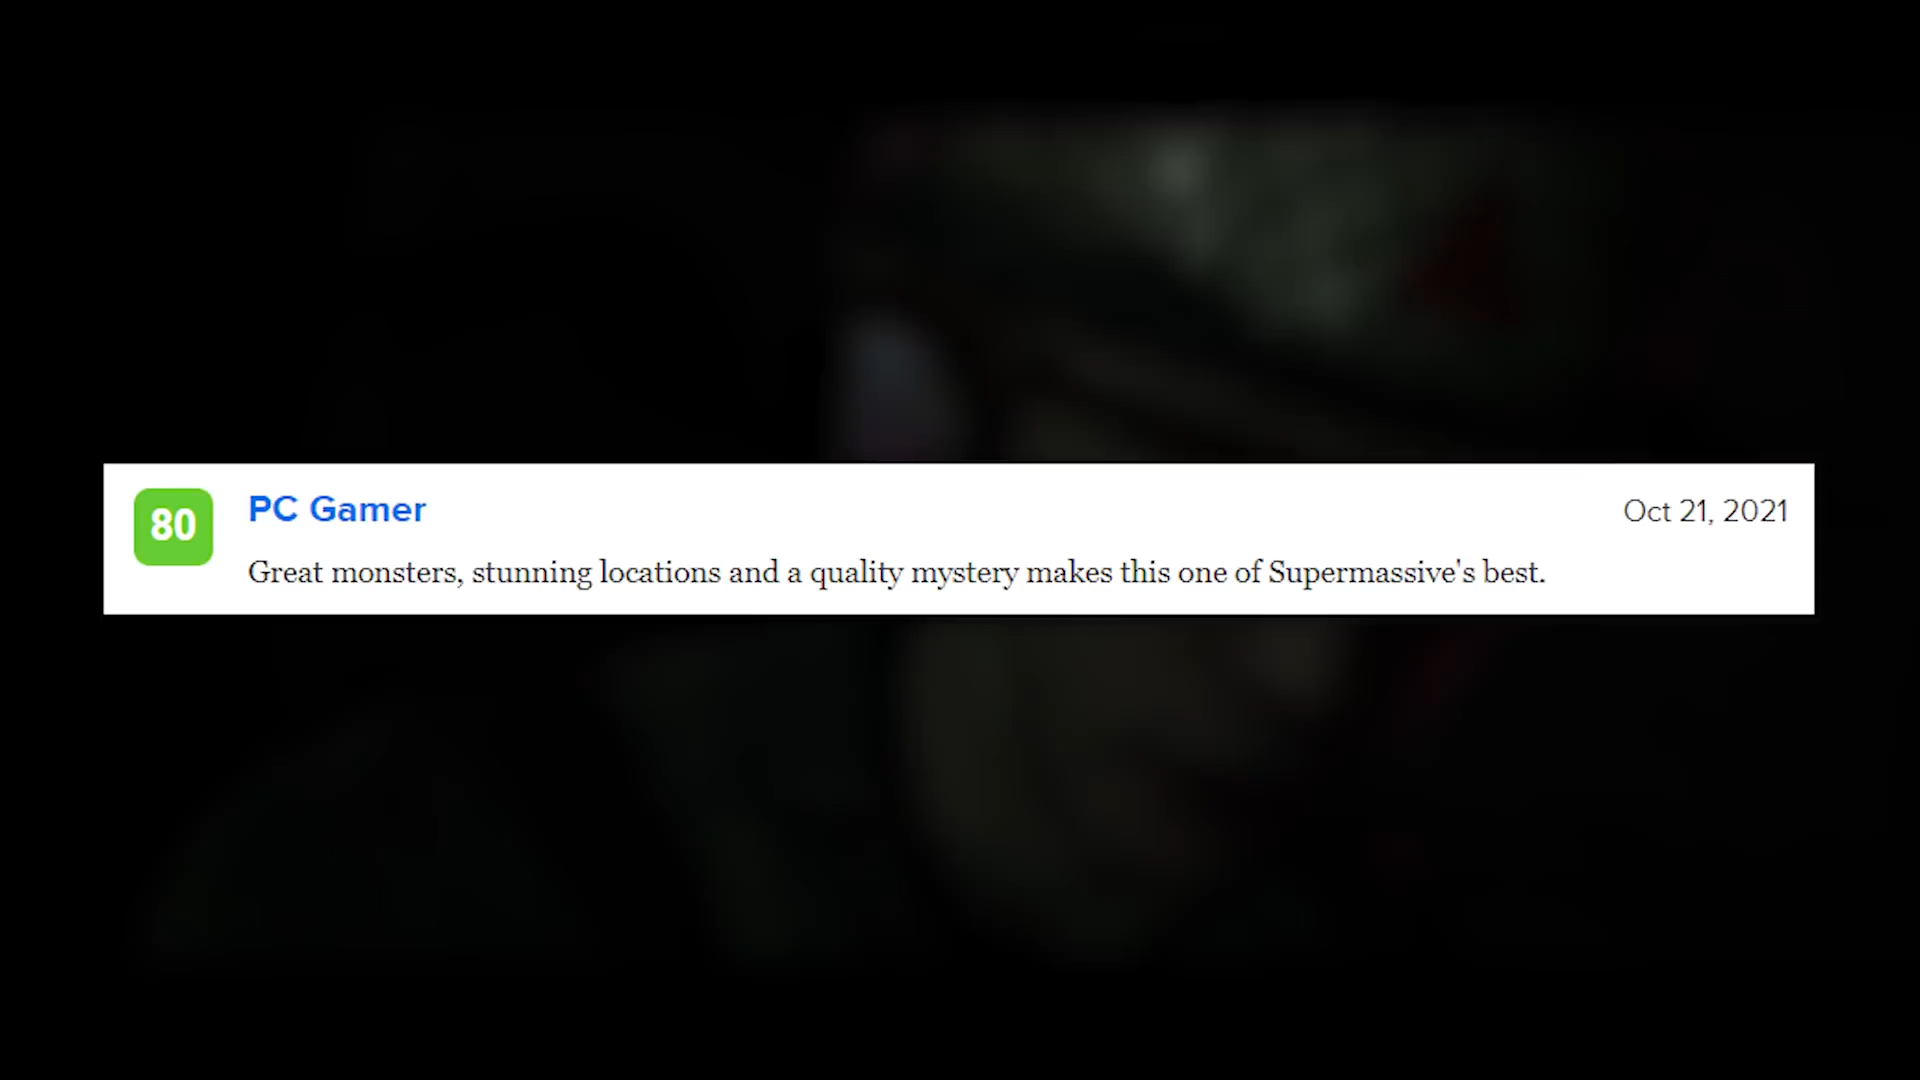 80
PC Gamer
Oct 21, 2021
Great monsters, stunning locations and a quality mystery makes this one of Supermassive's best.